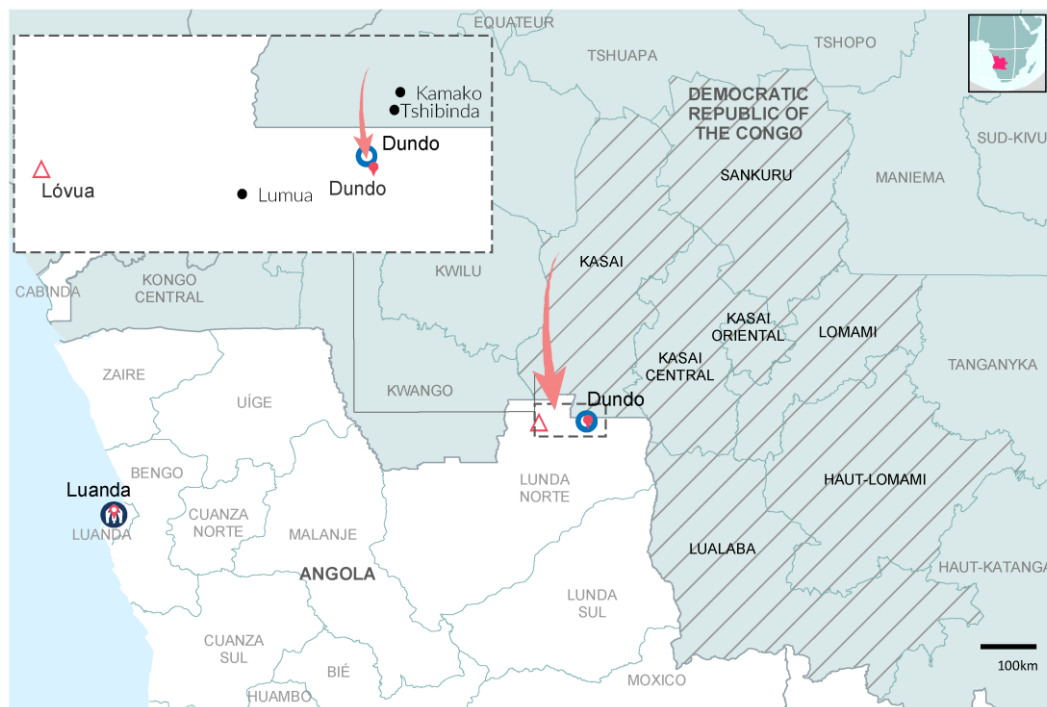 EQUATEUR
TSHUAPA
TSHOPO
DEMOCRATIC
REPUBLIC OF
THE CONGO
SUD-KIVU
MANIEMA
SANKURU
Kamako
Tshibinda
Dundo
Dundo
Lóvua
Lumua
KASAI
KWILU
CABINDA
KONGO
CENTRAL
KASAI
ORIENTAL
LOMAMI
KASAI
CENTRAL
TANGANYKA
ZAIRE
KWANGO
UÍGE
Dundo
BENGO
LUNDA
NORTE
HAUT-LOMAMI
Luanda
LUANDA
CUANZA
NORTE
MALANJE
LUALABA
HAUT-KATANGA
ANGOLA
LUNDA
SUL
CUANZA
SUL
BIÉ
HUAMBO
MOXICO
100km